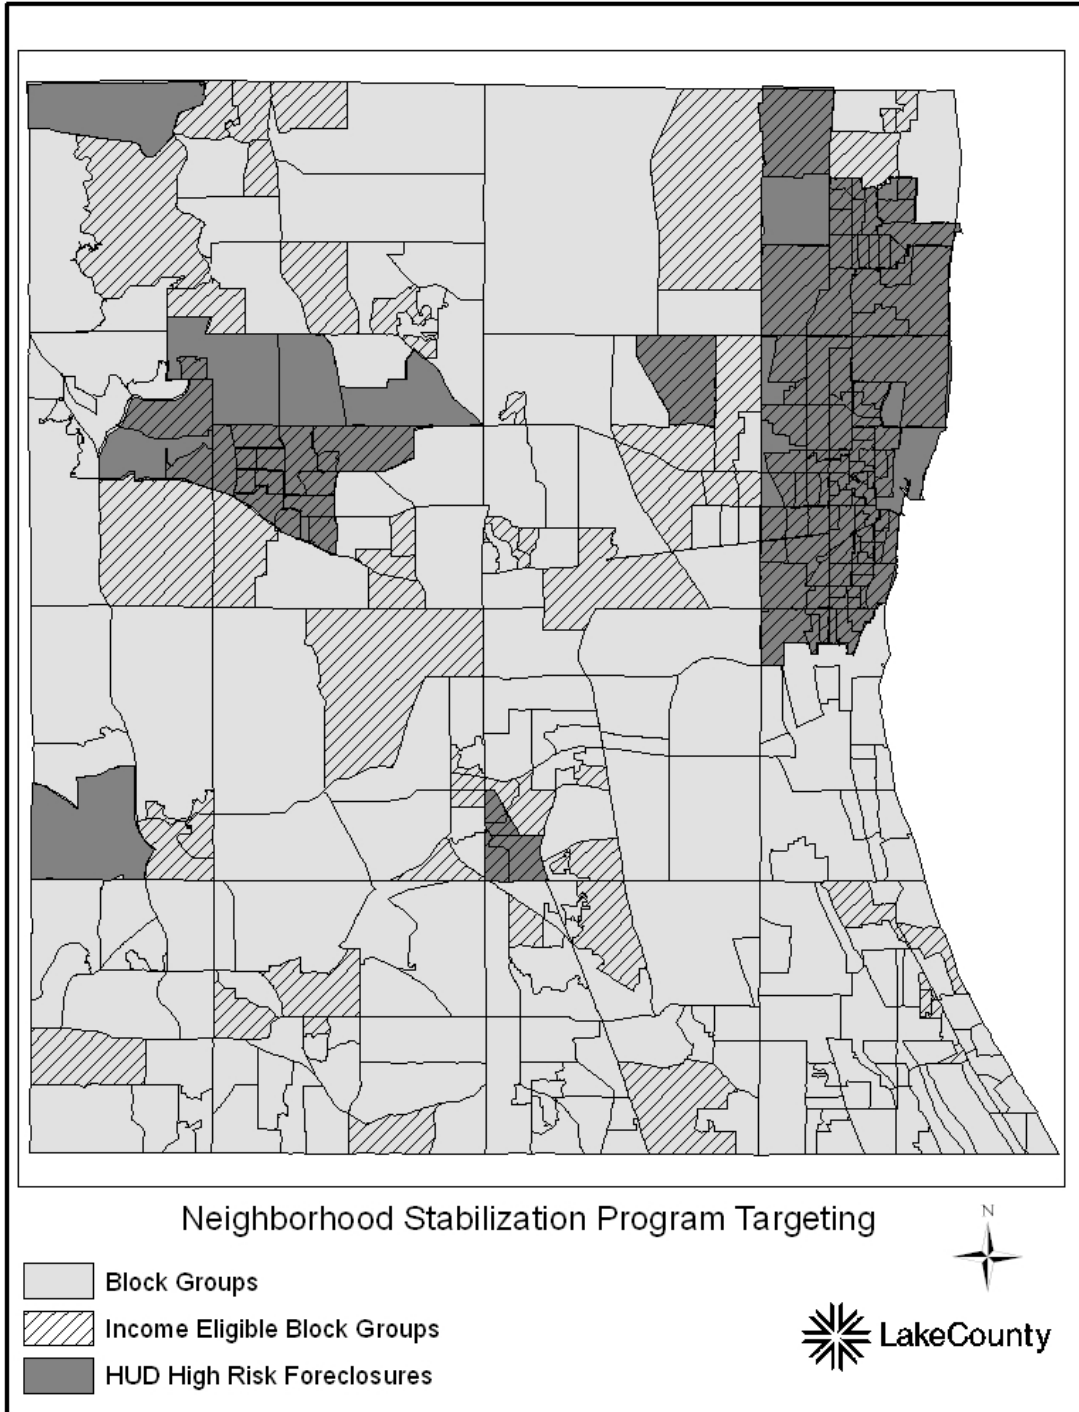 Neighborhood Stabilization Program Targeting
N
Block Groups
Income Eligible Block Groups
LakeCounty
HUD High Risk Foreclosures